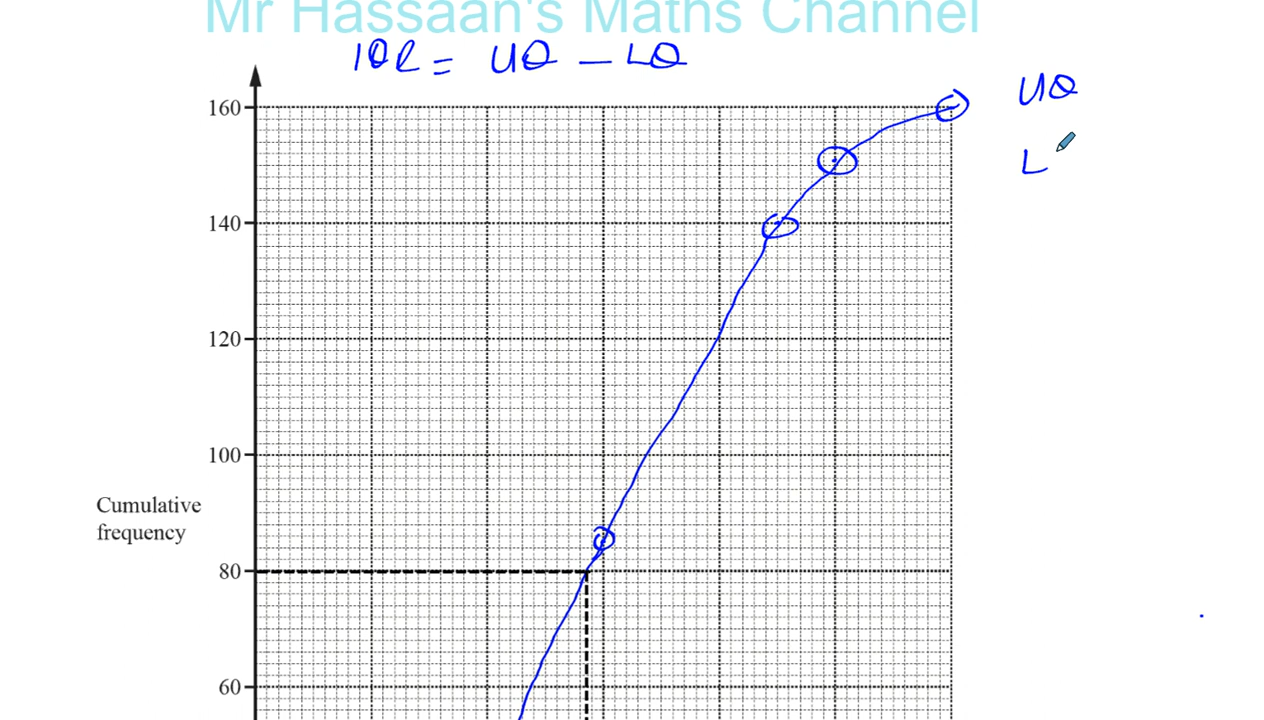 Mr Hassaan's Maths Channel
IQR = UQ - LQ
UQ
L
160
140
120
100
Cumulative
frequency
80
60